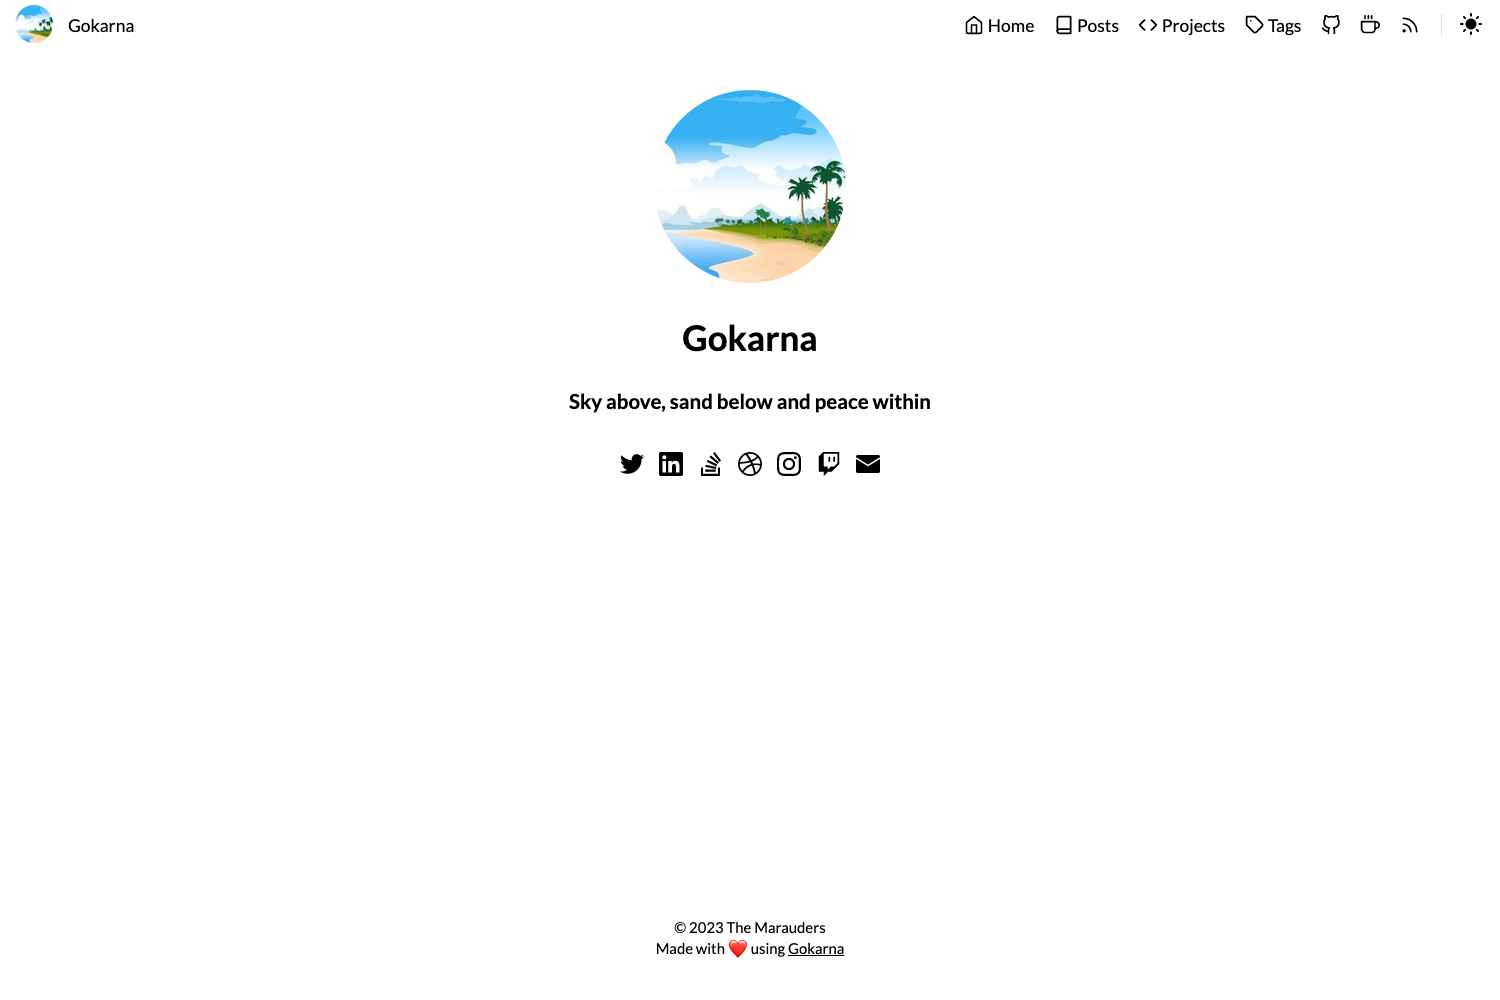 Gokarna
Home Posts Projects Tags
Gokarna
Sky above, sand below and peace within
© 2023 The Marauders
Made with ❤️ using Gokarna